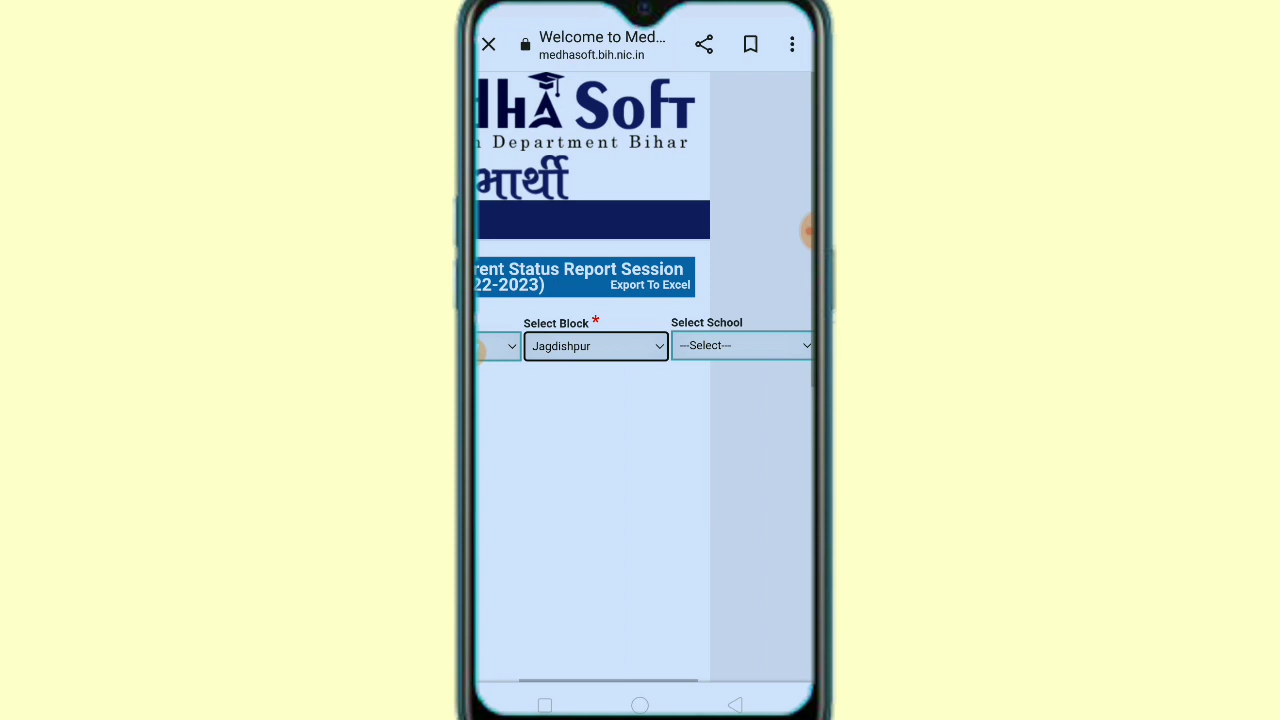 Welcome to Med...
medhasoft.bih.nic.in
dhA Soft
n Department Bihar
भार्थी
rent Status Report Session
22-2023)
Export To Excel
Select Block *
Select School
Jagdishpur
---Select---